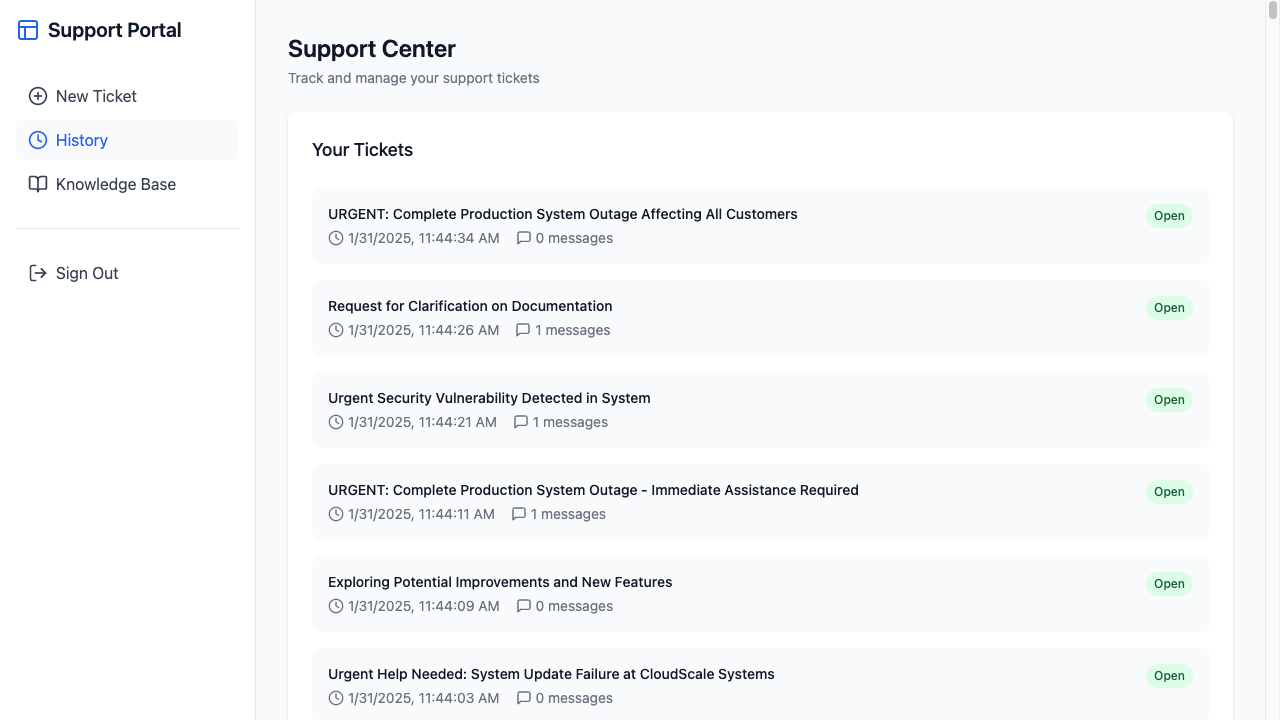 Support Portal
New Ticket
History
Knowledge Base
Sign Out
Support Center
Track and manage your support tickets
Your Tickets
URGENT: Complete Production System Outage Affecting All Customers
Open
1/31/2025, 11:44:34 AM 0 messages
Request for Clarification on Documentation
Open
1/31/2025, 11:44:26 AM 1 messages
Urgent Security Vulnerability Detected in System
Open
1/31/2025, 11:44:21 AM 1 messages
URGENT: Complete Production System Outage - Immediate Assistance Required
Open
1/31/2025, 11:44:11 AM 1 messages
Exploring Potential Improvements and New Features
Open
1/31/2025, 11:44:09 AM 0 messages
Urgent Help Needed: System Update Failure at CloudScale Systems
Open
1/31/2025, 11:44:03 AM 0 messages